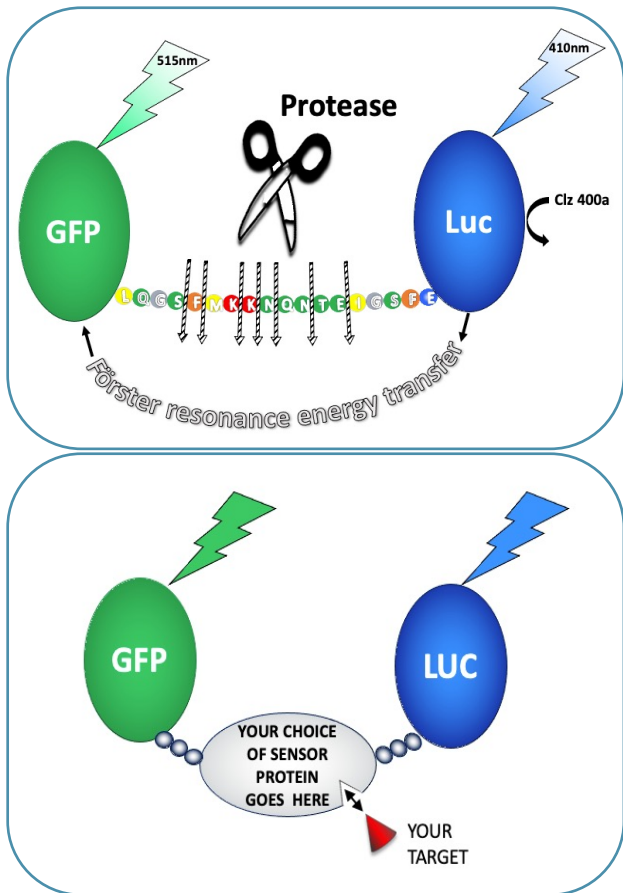 515nm
410nm
Protease
GFP
Luc
Clz 400a
LQGSFMKKNQNTEIGSFE
Förster resonance energy transfer
GFP
LUC
YOUR CHOICE
OF SENSOR
PROTEIN
GOES HERE
YOUR
TARGET